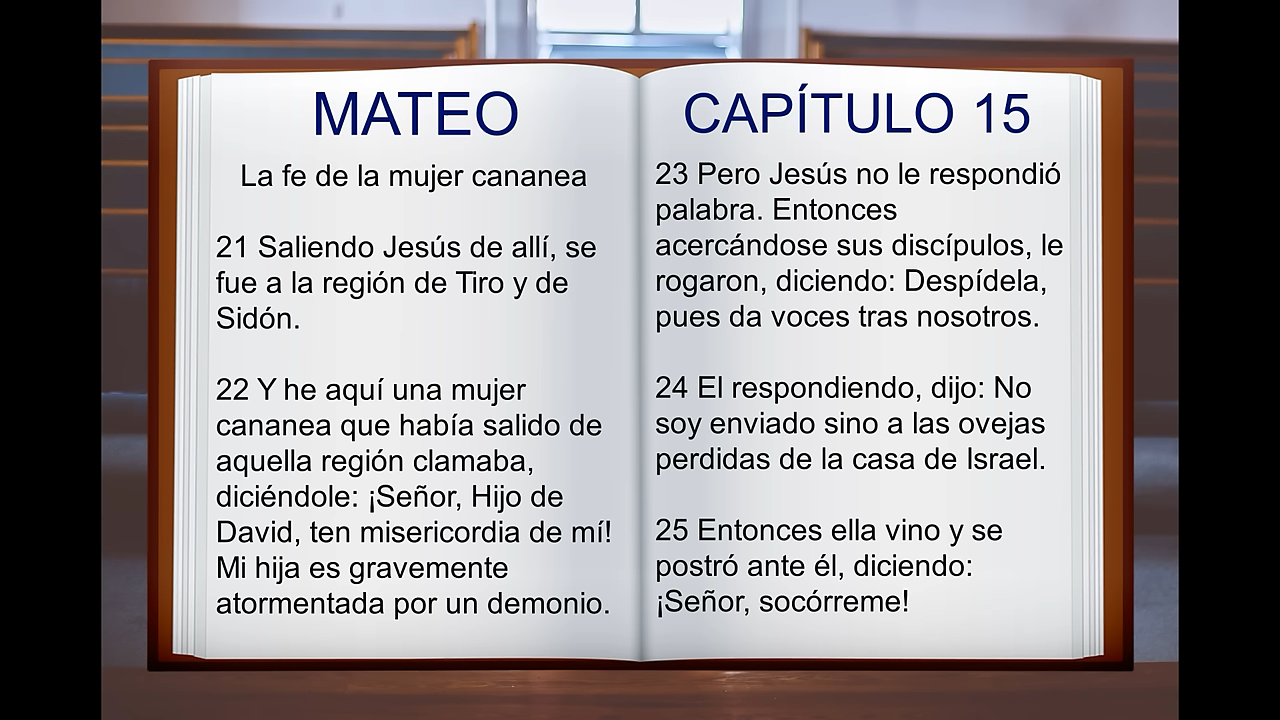 MATEO
La fe de la mujer cananea
21 Saliendo Jesús de allí, se
fue a la región de Tiro y de
Sidón.
22 Y he aquí una mujer
cananea que había salido de
aquella región clamaba,
diciéndole: ¡Señor, Hijo de
David, ten misericordia de mí!
Mi hija es gravemente
atormentada por un demonio.
CAPÍTULO 15
23 Pero Jesús no le respondió
palabra. Entonces
acercándose sus discípulos, le
rogaron, diciendo: Despídela,
pues da voces tras nosotros.
24 El respondiendo, dijo: No
soy enviado sino a las ovejas
perdidas de la casa de Israel.
25 Entonces ella vino y se
postró ante él, diciendo:
¡Señor, socórreme!